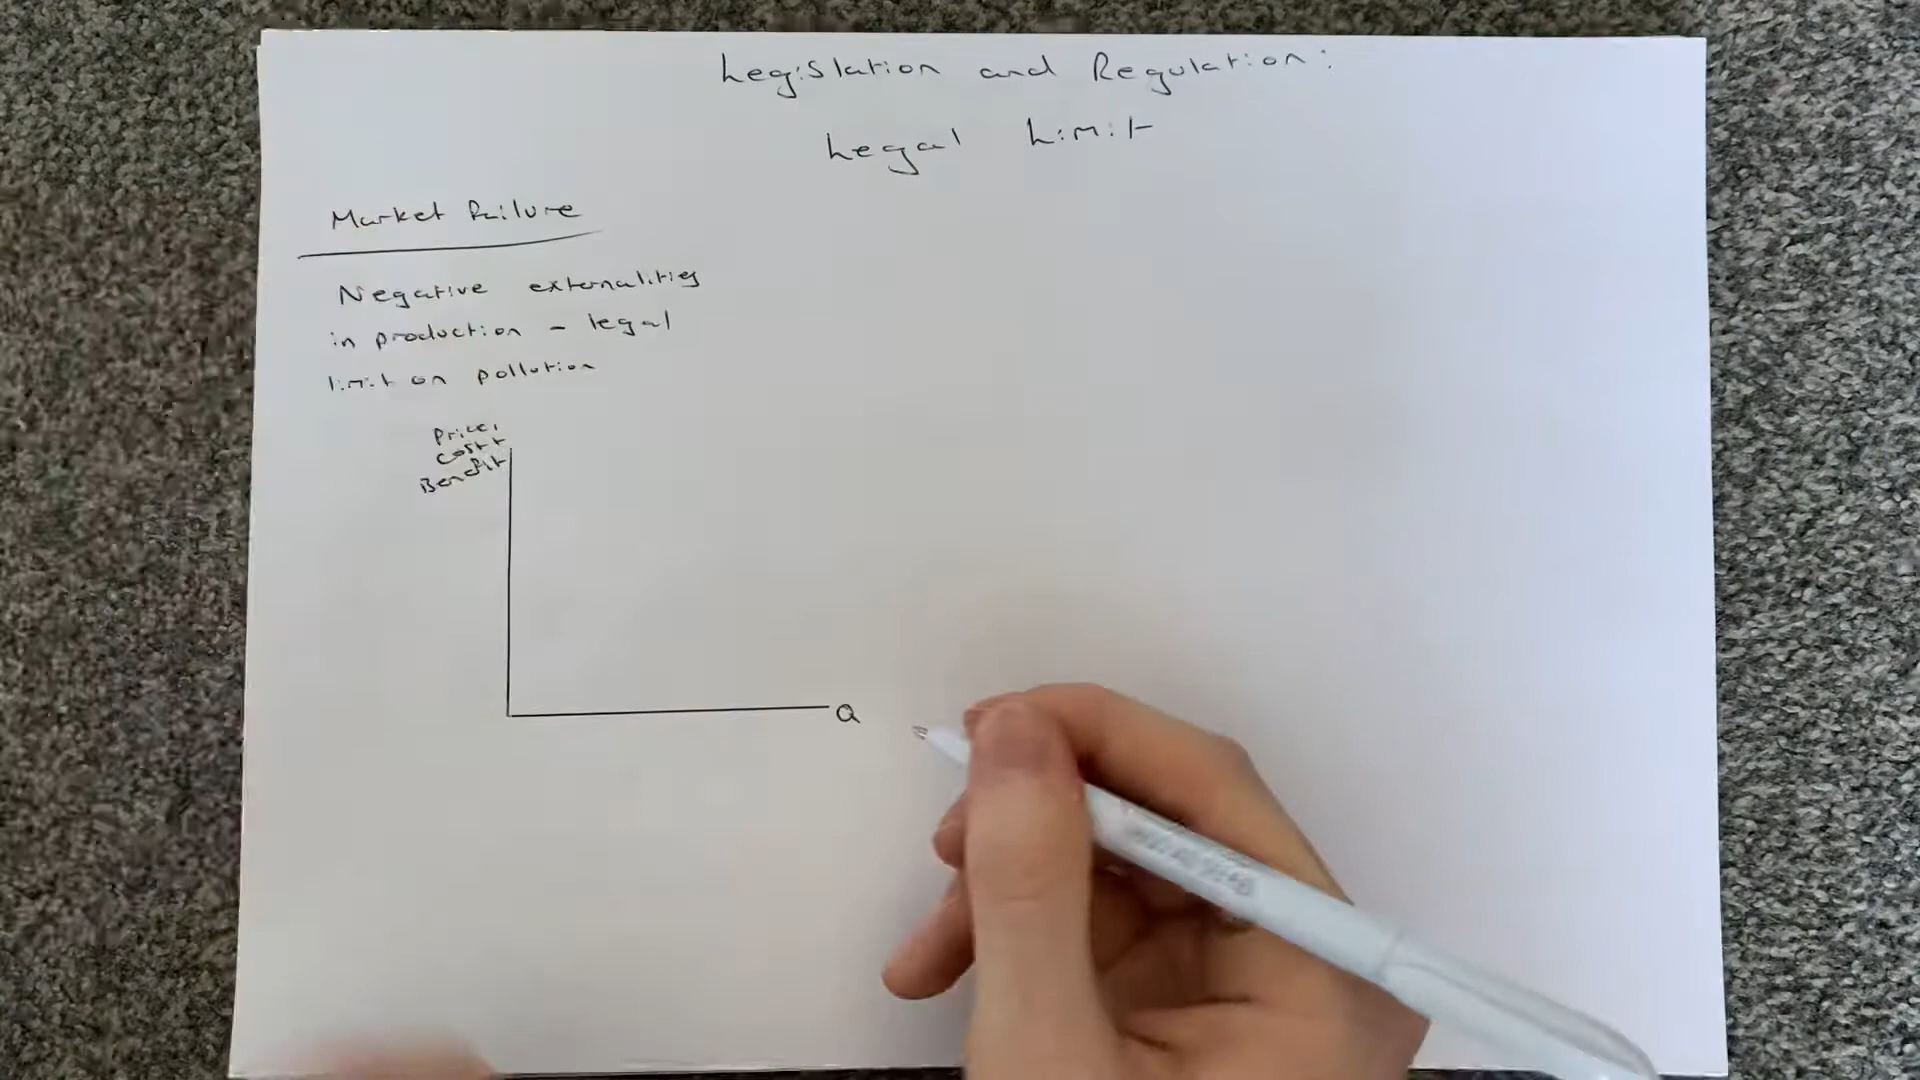 Legislation and Regulation:
Legal Limit
Market Failure
Negative externalities
in production - legal
limit on pollution
Price,
Cost +
Benefit
Q